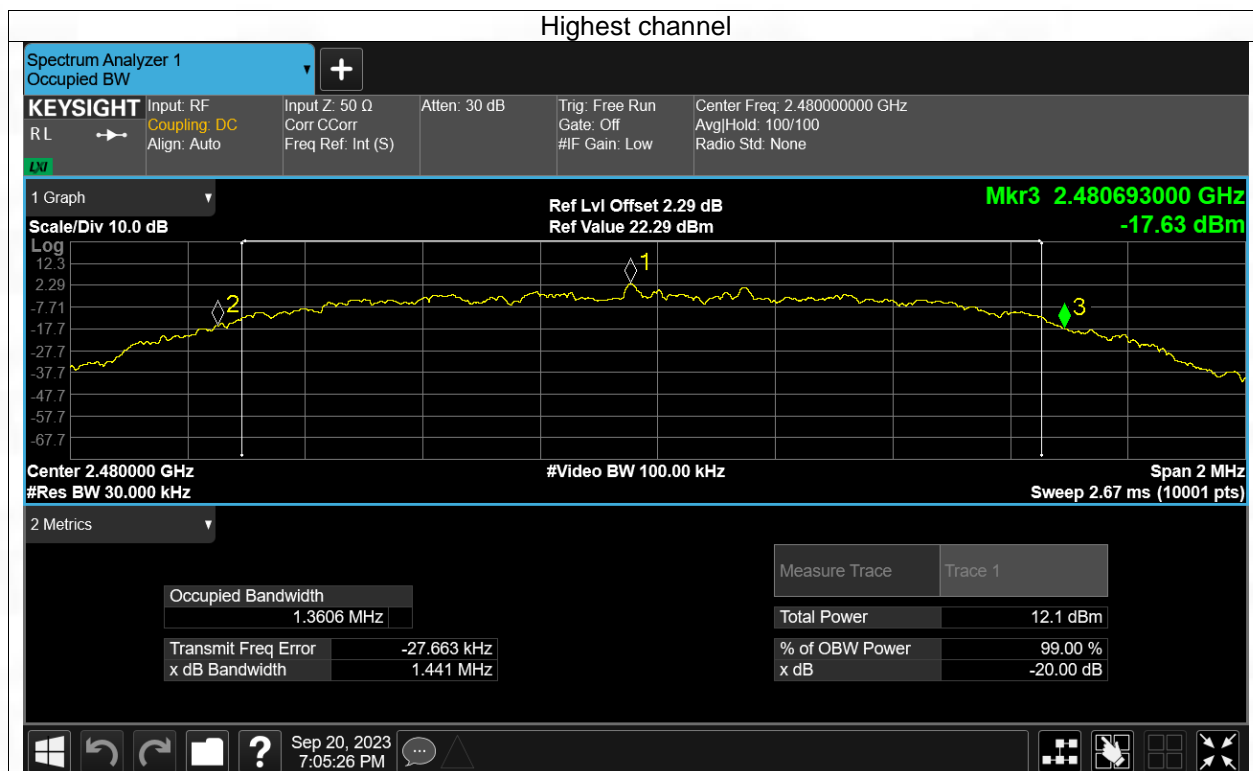 Highest channel
Spectrum Analyzer 1
Occupied BW
KEYSIGHT
R L
LXI
Input: RF
Coupling: DC
Align: Auto
Input Z: 50 Ω
Corr CCorr
Freq Ref: Int (S)
Atten: 30 dB
Trig: Free Run
Gate: Off
#IF Gain: Low
Center Freq: 2.480000000 GHz
Avg|Hold: 100/100
Radio Std: None
1 Graph
Scale/Div 10.0 dB
Ref Lvl Offset 2.29 dB
Ref Value 22.29 dBm
Mkr3 2.480693000 GHz
-17.63 dBm
Log
12.3
2.29
-7.71
-17.7
-27.7
-37.7
-47.7
-57.7
-67.7
1
2
3
Center 2.480000 GHz
#Res BW 30.000 kHz
#Video BW 100.00 kHz
Span 2 MHz
Sweep 2.67 ms (10001 pts)
2 Metrics
Occupied Bandwidth
1.3606 MHz
Transmit Freq Error -27.663 kHz
x dB Bandwidth 1.441 MHz
Measure Trace Trace 1
Total Power 12.1 dBm
% of OBW Power 99.00 %
x dB -20.00 dB
?
Sep 20, 2023
7:05:26 PM